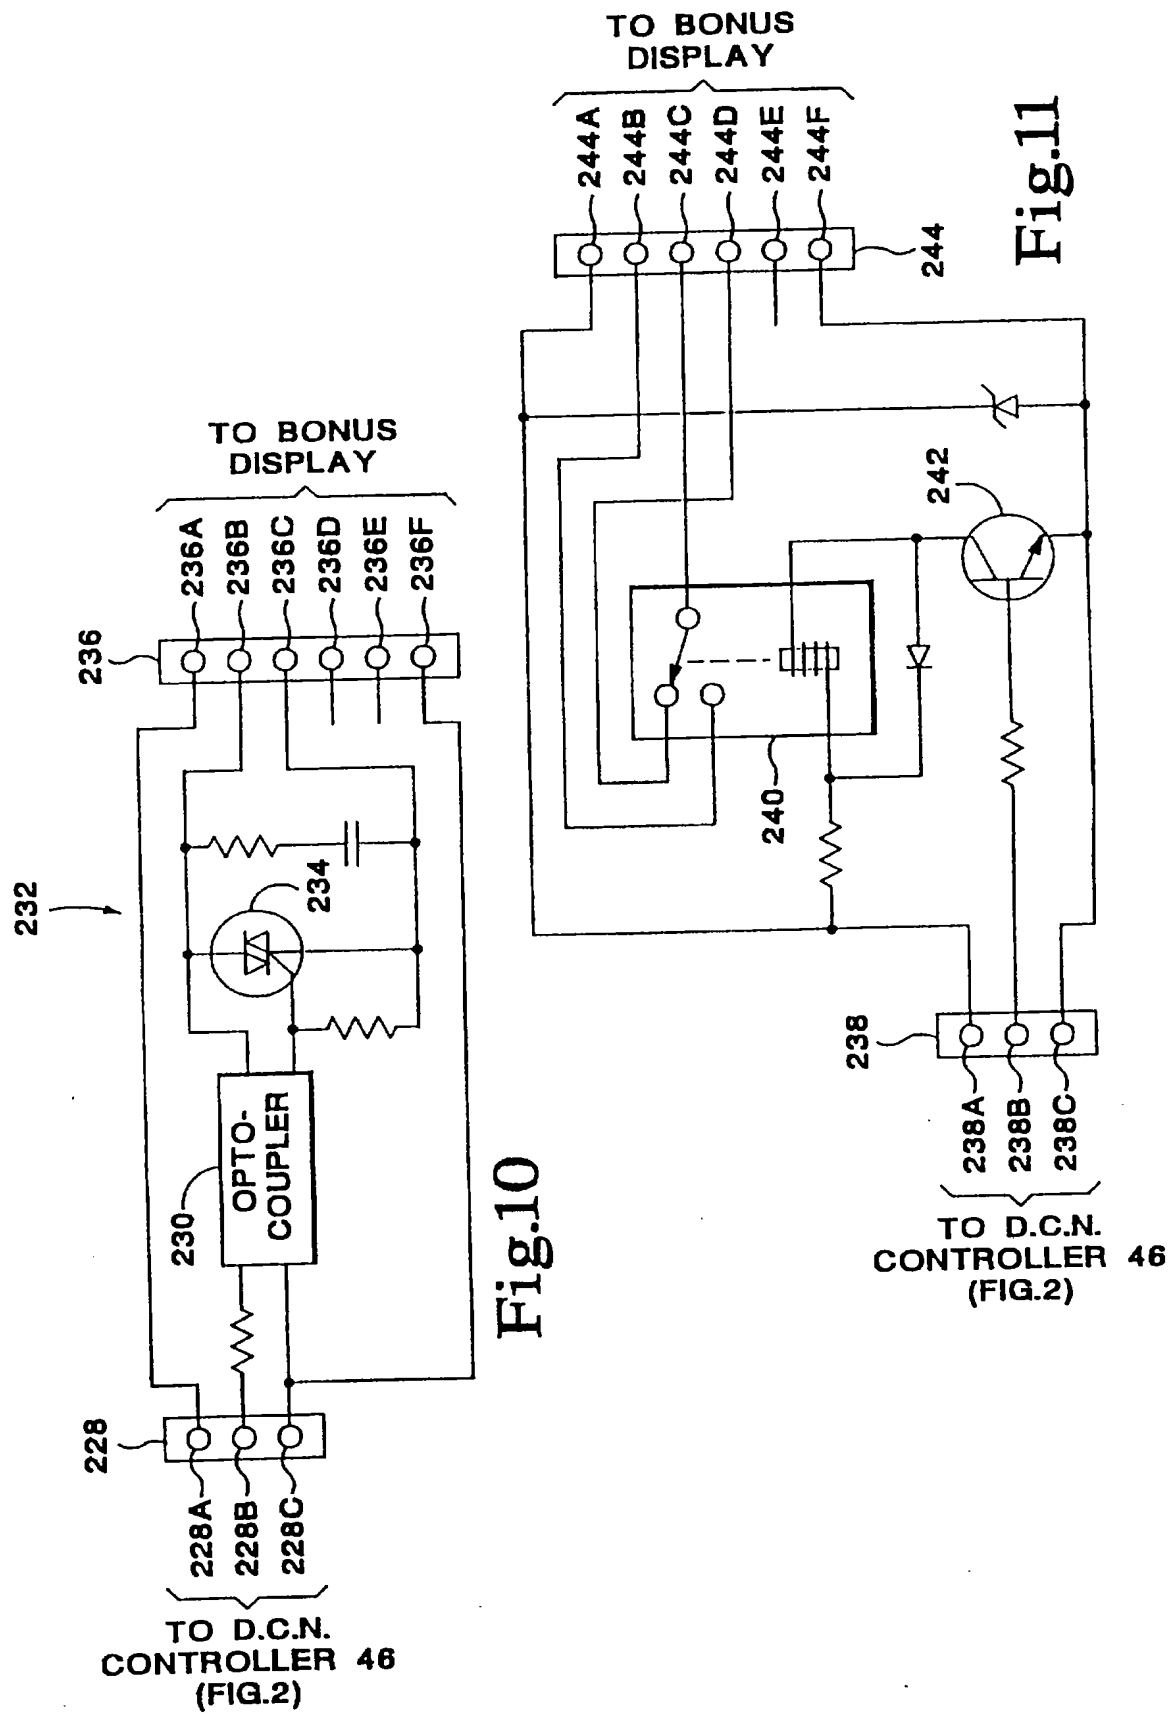 232
228
228A
228B
228C
TO D.C.N.
CONTROLLER 46
(FIG.2)
230
OPTO-
COUPLER
234
236
236A
236B
236C
236D
236E
236F
TO BONUS
DISPLAY
Fig.10
238
238A
238B
238C
TO D.C.N.
CONTROLLER 46
(FIG.2)
240
242
244A
244B
244C
244D
244E
244F
244
TO BONUS
DISPLAY
Fig.11